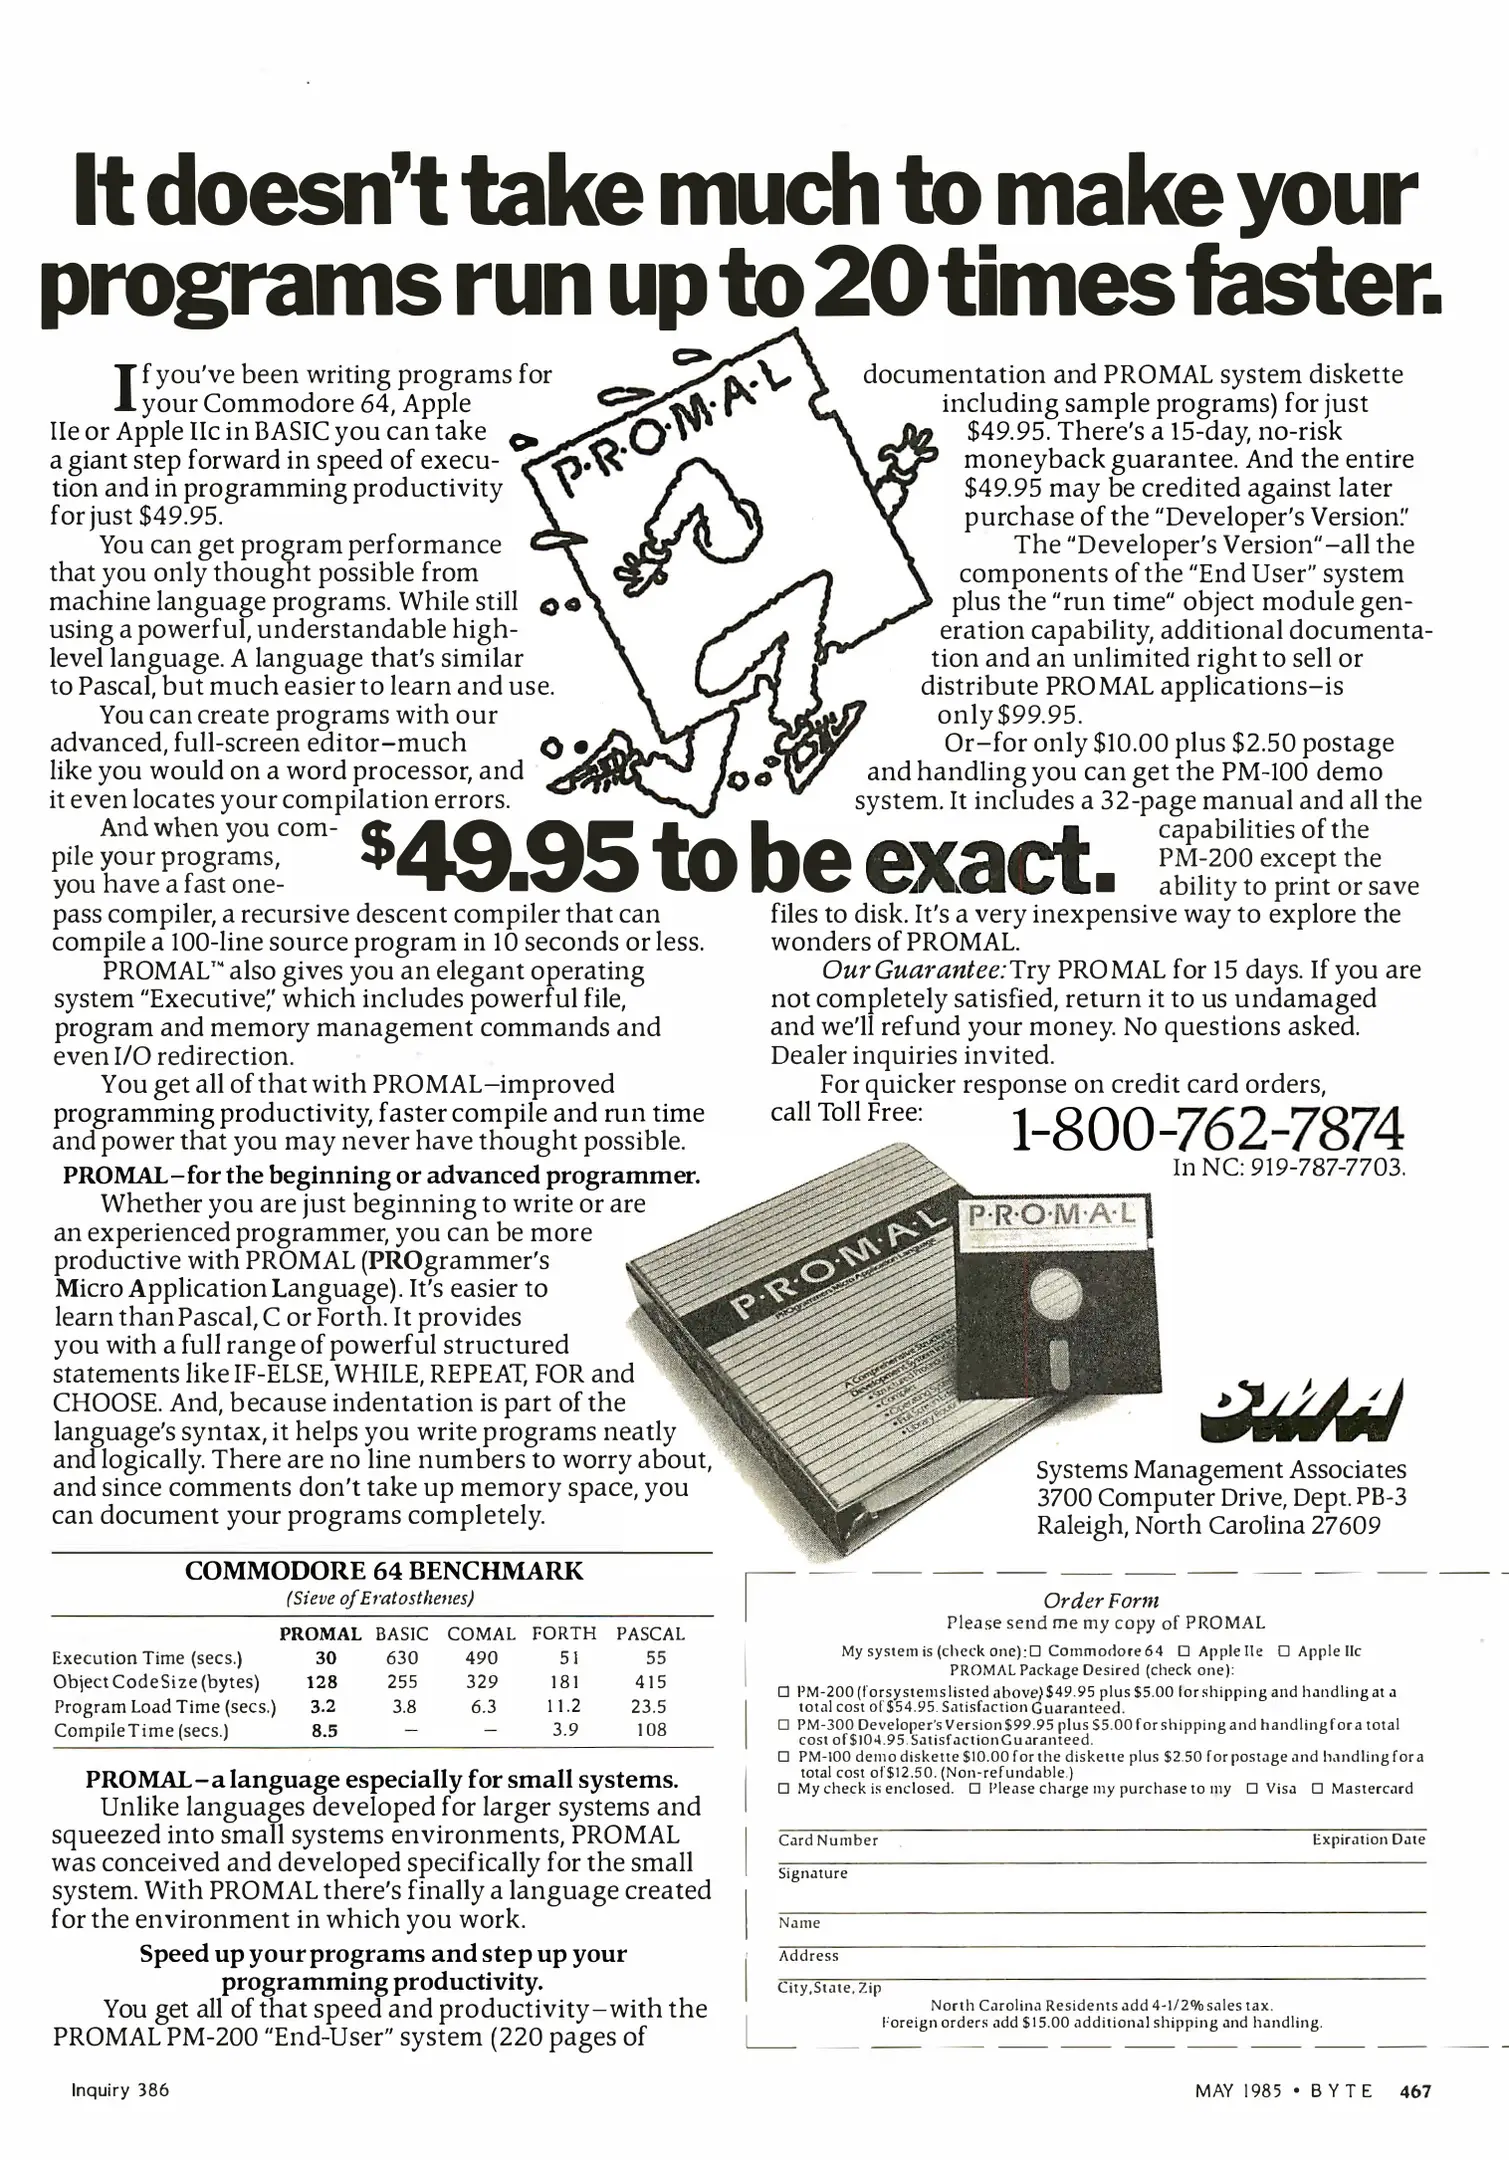 It doesn't take much to make your
programs run up to 20 times faster.
P·R·O·M·A·L
If you've been writing programs for
your Commodore 64, Apple
IIe or Apple IIc in BASIC you can take
a giant step forward in speed of execu-
tion and in programming productivity
for just $49.95.
You can get program performance
that you only thought possible from
machine language programs. While still
using a powerful, understandable high-
level language. A language that's similar
to Pascal, but much easier to learn and use.
You can create programs with our
advanced, full-screen editor–much
like you would on a word processor, and
it even locates your compilation errors.
And when you com-
pile your programs,
you have a fast one-
pass compiler, a recursive descent compiler that can
compile a 100-line source program in 10 seconds or less.
PROMAL™ also gives you an elegant operating
system "Executive," which includes powerful file,
program and memory management commands and
even I/O redirection.
You get all of that with PROMAL–improved
programming productivity, faster compile and run time
and power that you may never have thought possible.
PROMAL–for the beginning or advanced programmer.
Whether you are just beginning to write or are
an experienced programmer, you can be more
productive with PROMAL (PROgrammer's
Micro Application Language). It's easier to
learn than Pascal, C or Forth. It provides
you with a full range of powerful structured
statements like IF-ELSE, WHILE, REPEAT, FOR and
CHOOSE. And, because indentation is part of the
language's syntax, it helps you write programs neatly
and logically. There are no line numbers to worry about,
and since comments don't take up memory space, you
can document your programs completely.
COMMODORE 64 BENCHMARK
(Sieve of Eratosthenes)
PROMAL BASIC COMAL FORTH PASCAL
Execution Time (secs.) 30 630 490 51 55
Object Code Size (bytes) 128 255 329 181 415
Program Load Time (secs.) 3.2 3.8 6.3 11.2 23.5
Compile Time (secs.) 8.5 – – 3.9 108
PROMAL–a language especially for small systems.
Unlike languages developed for larger systems and
squeezed into small systems environments, PROMAL
was conceived and developed specifically for the small
system. With PROMAL there's finally a language created
for the environment in which you work.
Speed up your programs and step up your
programming productivity.
You get all of that speed and productivity–with the
PROMAL PM-200 "End-User" system (220 pages of
$49.95 to be exact.
documentation and PROMAL system diskette
including sample programs) for just
$49.95. There's a 15-day, no-risk
moneyback guarantee. And the entire
$49.95 may be credited against later
purchase of the "Developer's Version."
The "Developer's Version"–all the
components of the "End User" system
plus the "run time" object module gen-
eration capability, additional documenta-
tion and an unlimited right to sell or
distribute PROMAL applications–is
only $99.95.
Or–for only $10.00 plus $2.50 postage
and handling you can get the PM-100 demo
system. It includes a 32-page manual and all the
capabilities of the
PM-200 except the
ability to print or save
files to disk. It's a very inexpensive way to explore the
wonders of PROMAL.
Our Guarantee: Try PROMAL for 15 days. If you are
not completely satisfied, return it to us undamaged
and we'll refund your money. No questions asked.
Dealer inquiries invited.
For quicker response on credit card orders,
call Toll Free: 1-800-762-7874
In NC: 919-787-7703.
P·R·O·M·A·L
PROgrammers Micro Application Language
P·R·O·M·A·L
SMA
Systems Management Associates
3700 Computer Drive, Dept. PB-3
Raleigh, North Carolina 27609
Order Form
Please send me my copy of PROMAL
My system is (check one): □ Commodore 64 □ Apple IIe □ Apple IIc
PROMAL Package Desired (check one):
□ PM-200 (for systems listed above) $49.95 plus $5.00 for shipping and handling at a
total cost of $54.95. Satisfaction Guaranteed.
□ PM-300 Developer's Version $99.95 plus $5.00 for shipping and handling for a total
cost of $104.95. Satisfaction Guaranteed.
□ PM-100 demo diskette $10.00 for the diskette plus $2.50 for postage and handling for a
total cost of $12.50. (Non-refundable.)
□ My check is enclosed. □ Please charge my purchase to my □ Visa □ Mastercard
Card Number Expiration Date
Signature
Name
Address
City, State, Zip
North Carolina Residents add 4-1/2% sales tax.
Foreign orders add $15.00 additional shipping and handling.
Inquiry 386
MAY 1985 • BYTE 467